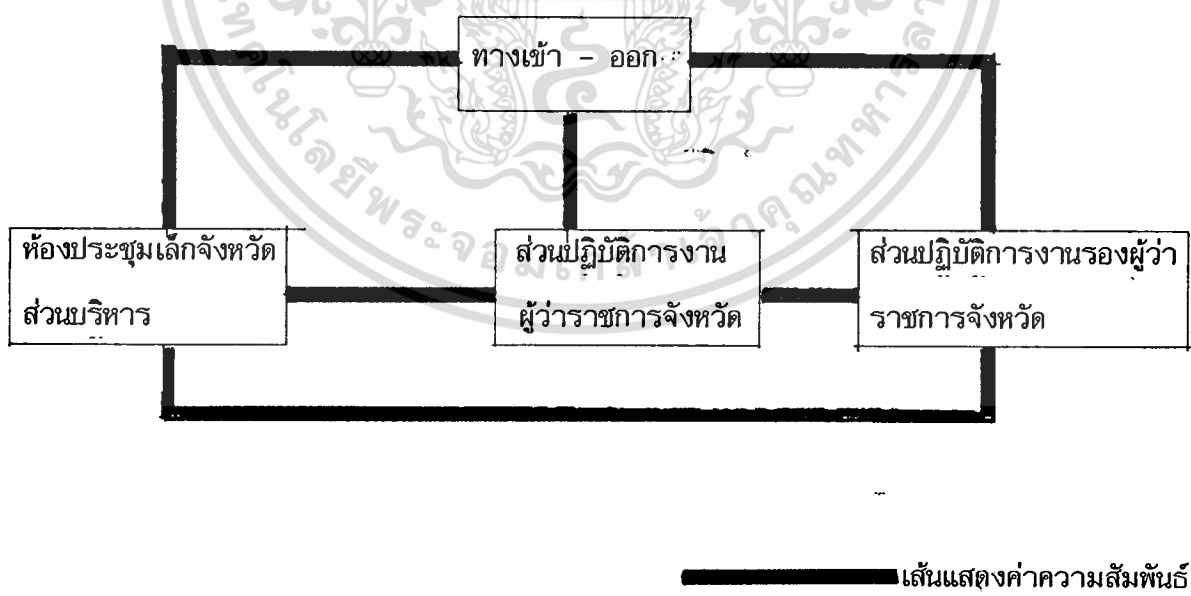 ทางเข้า - ออก
ห้องประชุมเล็กจังหวัด
ส่วนบริหาร
ส่วนปฏิบัติการงาน
ผู้ว่าราชการจังหวัด
ส่วนปฏิบัติการงานรองผู้ว่า
ราชการจังหวัด
เส้นแสดงค่าความสัมพันธ์